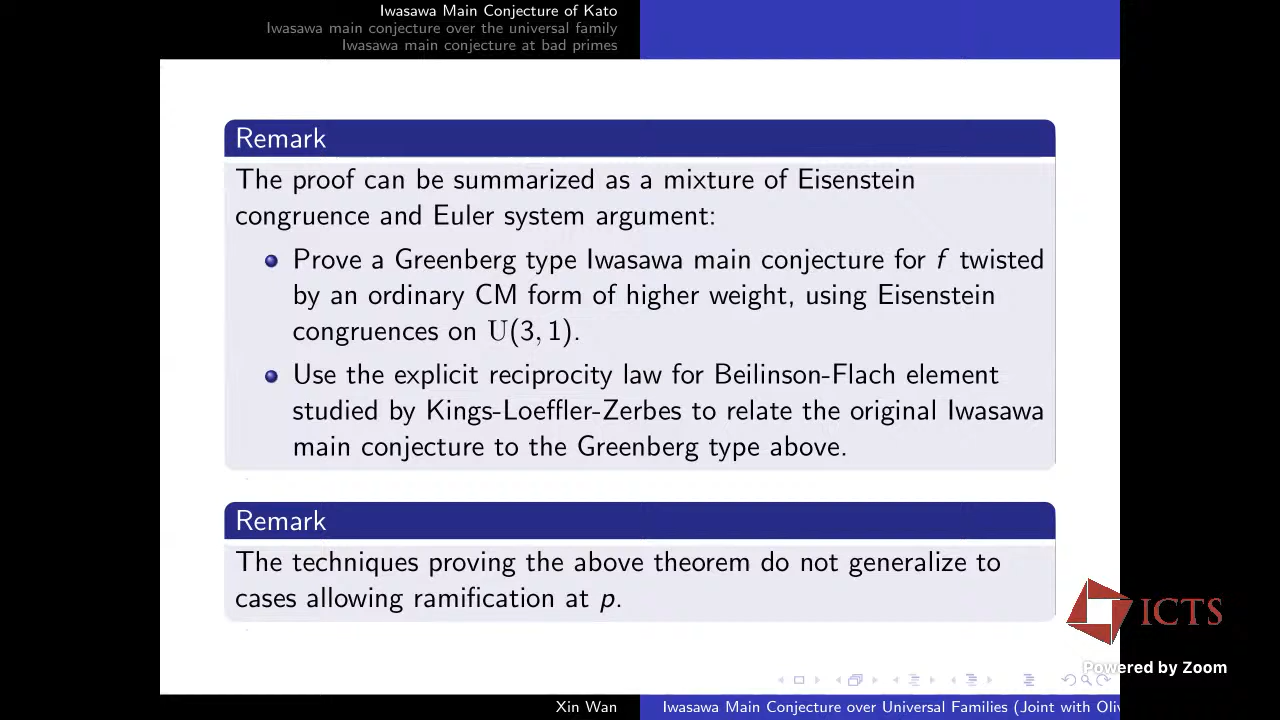 Iwasawa Main Conjecture of Kato
Iwasawa main conjecture over the universal family
Iwasawa main conjecture at bad primes
Remark
The proof can be summarized as a mixture of Eisenstein
congruence and Euler system argument:
Prove a Greenberg type Iwasawa main conjecture for f twisted
by an ordinary CM form of higher weight, using Eisenstein
congruences on U(3, 1).
Use the explicit reciprocity law for Beilinson-Flach element
studied by Kings-Loeffler-Zerbes to relate the original Iwasawa
main conjecture to the Greenberg type above.
Remark
The techniques proving the above theorem do not generalize to
cases allowing ramification at p.
ICTS
Powered by Zoom
Xin Wan
Iwasawa Main Conjecture over Universal Families (Joint with Oliv